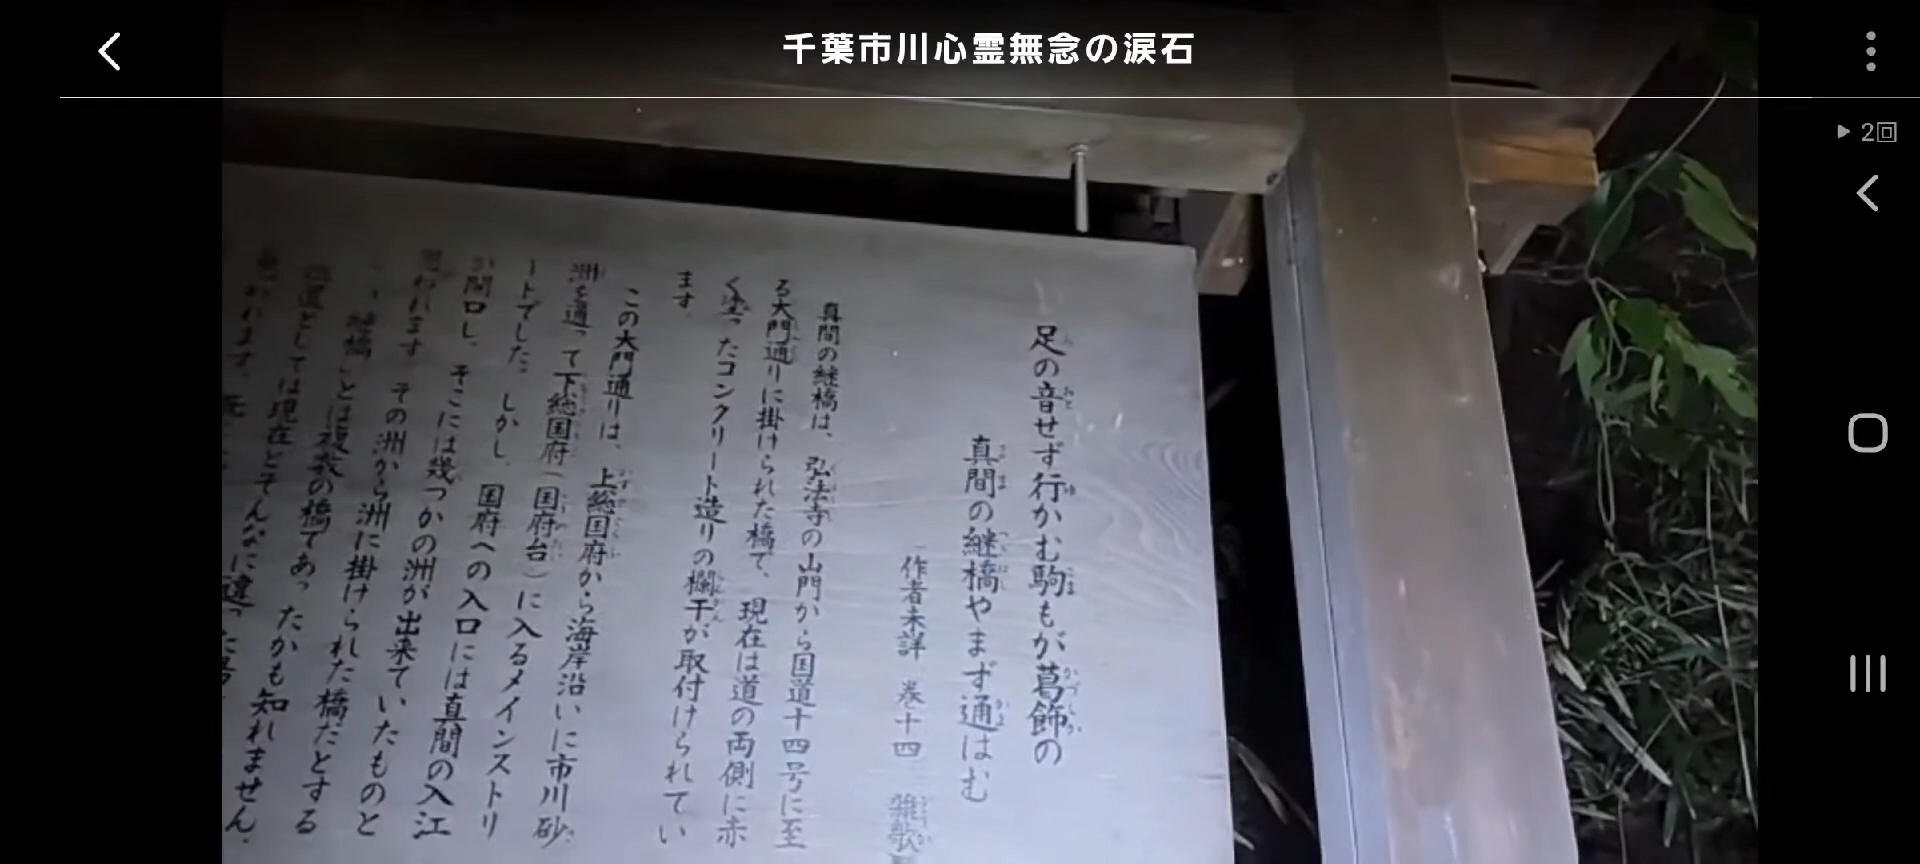 千葉市川心霊無念の涙石
2回
足の音せず行かむ駒もが葛飾の
真間の継橋やまず通はむ
作者未詳 巻十四 雑歌
真間の継橋は、弘法寺の山門から国道十四号に至
る大門通りに掛けられた橋で、現在は道の両側に赤
く塗ったコンクリート造りの欄干が取付けられてい
ます。
この大門通りは、上総国府から海岸沿いに市川砂
洲を通って下総国府(国府台)に入るメインストリ
ートでした。しかし、国府への入口には真間の入江
が開口し、そこには幾つかの洲が出来ていたものと
思われます。その洲から洲に掛けられた橋だとする
継橋」とは複数の橋であったかも知れません。
としては現在とそんなに違った